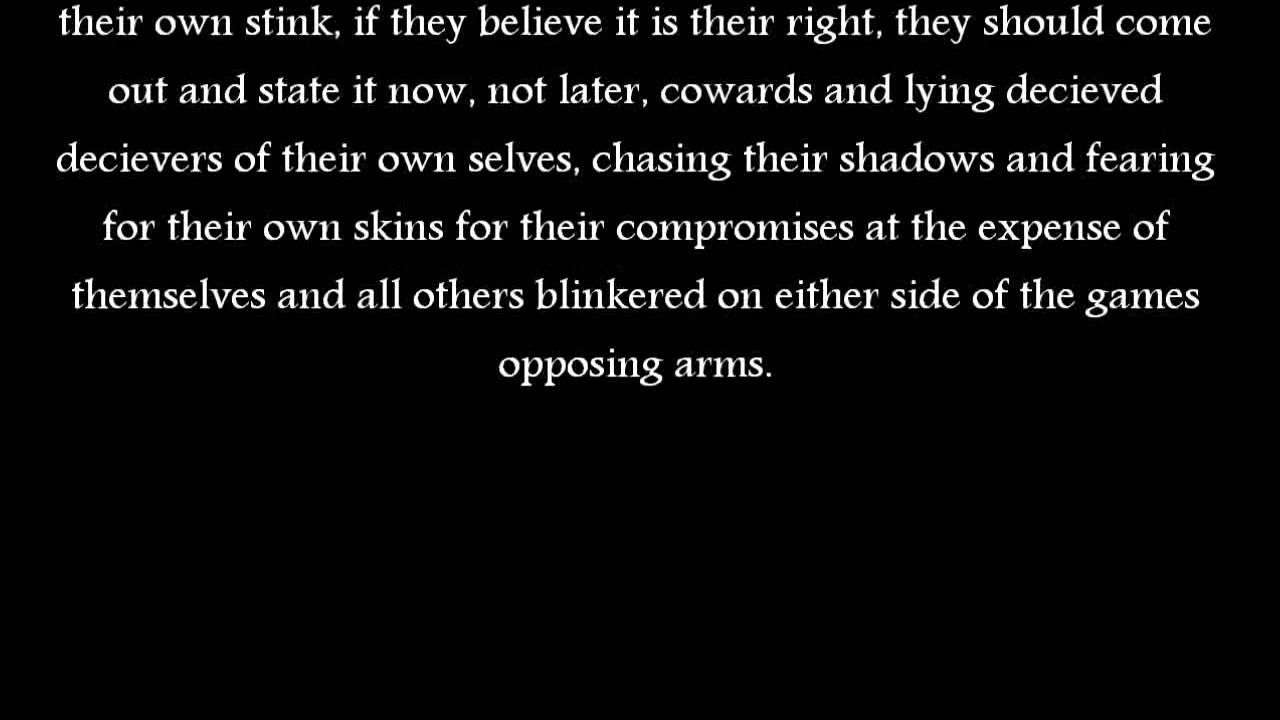 their own stink, if they believe it is their right, they should come
out and state it now, not later, cowards and lying decieved
decievers of their own selves, chasing their shadows and fearing
for their own skins for their compromises at the expense of
themselves and all others blinkered on either side of the games
opposing arms.